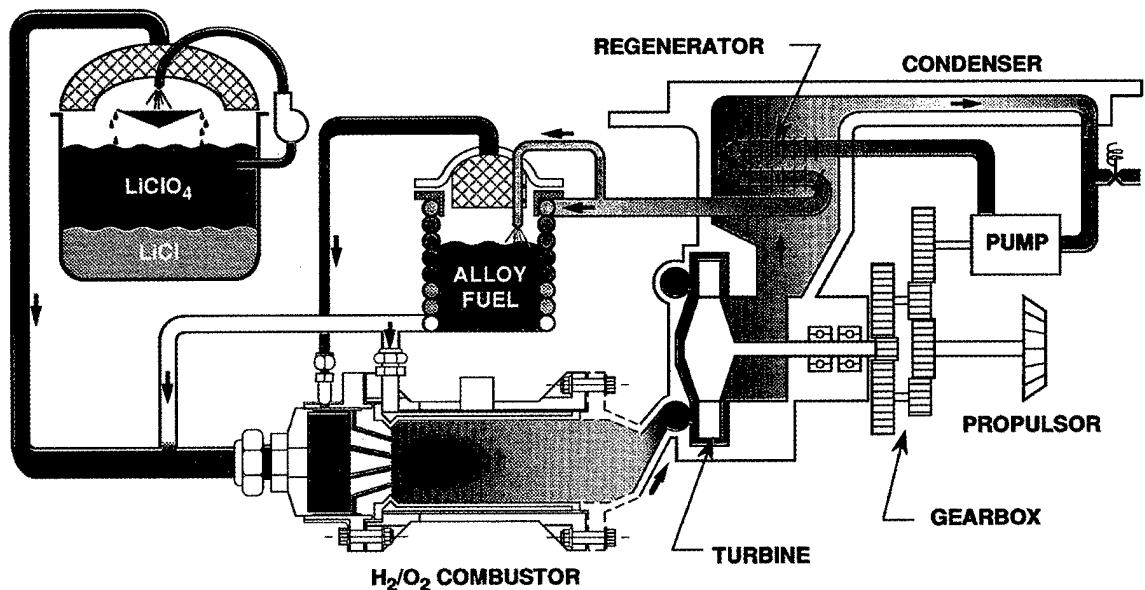 REGENERATOR
CONDENSER
LiClO₄
LiCl
ALLOY
FUEL
PUMP
PROPULSOR
GEARBOX
TURBINE
H₂/O₂ COMBUSTOR